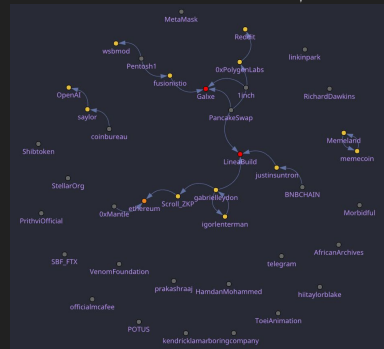 MetaMask
Reddit
wsbmod
linkinpark
Pentosh1
0xPolygonLabs
fusionistio
OpenAI
Galxe
1inch
RichardDawkins
saylor
PancakeSwap
coinbureau
Memeland
Shibtoken
memecoin
LineaBuild
justinsuntron
StellarOrg
BNBCHAIN
gabrielleydon
Scroll_ZKP
ethereum
0xMantle
Morbidful
PrithviOfficial
igorlenterman
AfricanArchives
SBF_FTX
telegram
VenomFoundation
prakashraaj
HamdanMohammed
hiitaylorblake
officialmcafee
ToeiAnimation
POTUS
kendricklamarboringcompany